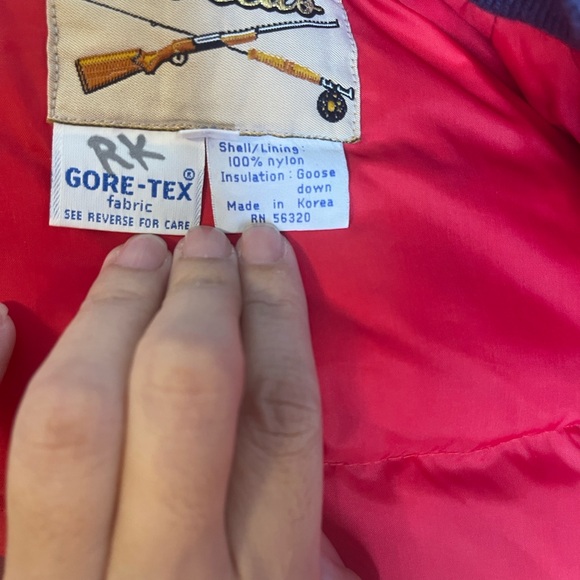 RK
GORE-TEX®
fabric
SEE REVERSE FOR CARE
Shell/Lining:
100% nylon
Insulation: Goose
down
Made in Korea
RN 56320